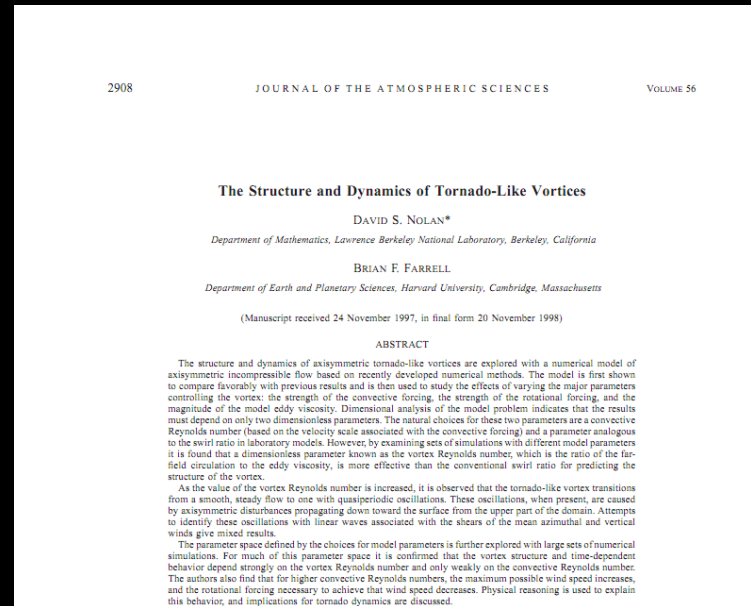 2908 JOURNAL OF THE ATMOSPHERIC SCIENCES VOLUME 56
The Structure and Dynamics of Tornado-Like Vortices
DAVID S. NOLAN*
Department of Mathematics, Lawrence Berkeley National Laboratory, Berkeley, California
BRIAN F. FARRELL
Department of Earth and Planetary Sciences, Harvard University, Cambridge, Massachusetts
(Manuscript received 24 November 1997, in final form 20 November 1998)
ABSTRACT
The structure and dynamics of axisymmetric tornado-like vortices are explored with a numerical model of
axisymmetric incompressible flow based on recently developed numerical methods. The model is first shown
to compare favorably with previous results and is then used to study the effects of varying the major parameters
controlling the vortex: the strength of the convective forcing, the strength of the rotational forcing, and the
magnitude of the model eddy viscosity. Dimensional analysis of the model problem indicates that the results
must depend on only two dimensionless parameters. The natural choices for these two parameters are a convective
Reynolds number (based on the velocity scale associated with the convective forcing) and a parameter analogous
to the swirl ratio in laboratory models. However, by examining sets of simulations with different model parameters
it is found that a dimensionless parameter known as the vortex Reynolds number, which is the ratio of the far-
field circulation to the eddy viscosity, is more effective than the conventional swirl ratio for predicting the
structure of the vortex.
As the value of the vortex Reynolds number is increased, it is observed that the tornado-like vortex transitions
from a smooth, steady flow to one with quasiperiodic oscillations. These oscillations, when present, are caused
by axisymmetric disturbances propagating down toward the surface from the upper part of the domain. Attempts
to identify these oscillations with linear waves associated with the shears of the mean azimuthal and vertical
winds give mixed results.
The parameter space defined by the choices for model parameters is further explored with large sets of numerical
simulations. For much of this parameter space it is confirmed that the vortex structure and time-dependent
behavior depend strongly on the vortex Reynolds number and only weakly on the convective Reynolds number.
The authors also find that for higher convective Reynolds numbers, the maximum possible wind speed increases,
and the rotational forcing necessary to achieve that wind speed decreases. Physical reasoning is used to explain
this behavior, and implications for tornado dynamics are discussed.